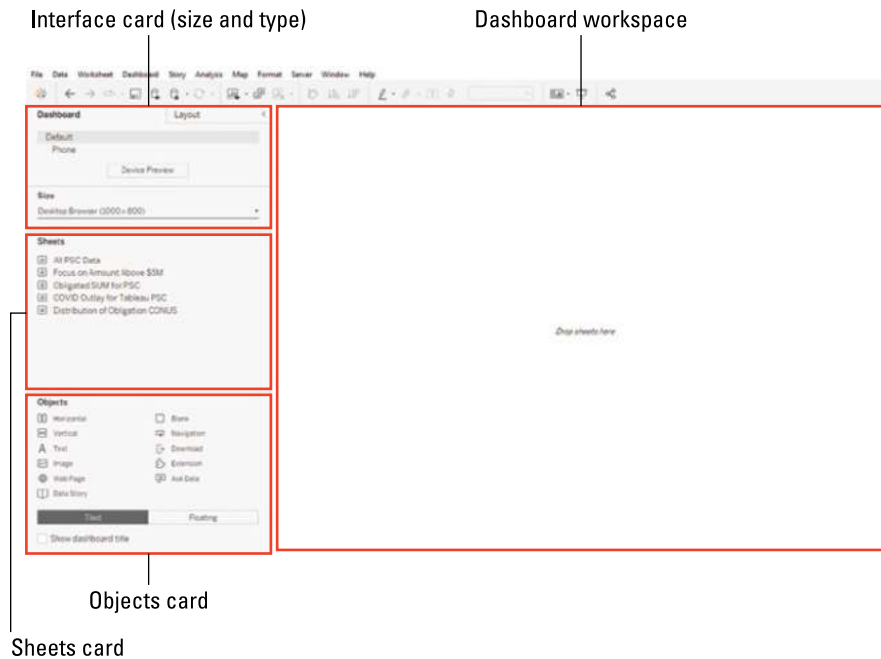 Interface card (size and type) Dashboard workspace
File Data Worksheet Dashboard Story Analysis Map Format Server Window Help
Dashboard Layout <
Default
Phone
Device Preview
Size
Desktop Browser (1000 x 800)
Sheets
All PSC Data
Focus on Amount Above $5M
Obligated SUM for PSC
COVID Outlay for Tableau PSC
Distribution of Obligation CONUS
Drop sheets here
Objects
Horizontal Blank
Vertical Navigation
A Text Download
Image Extension
Web Page Ask Data
Data Story
Tiled Floating
Show dashboard title
Objects card
Sheets card